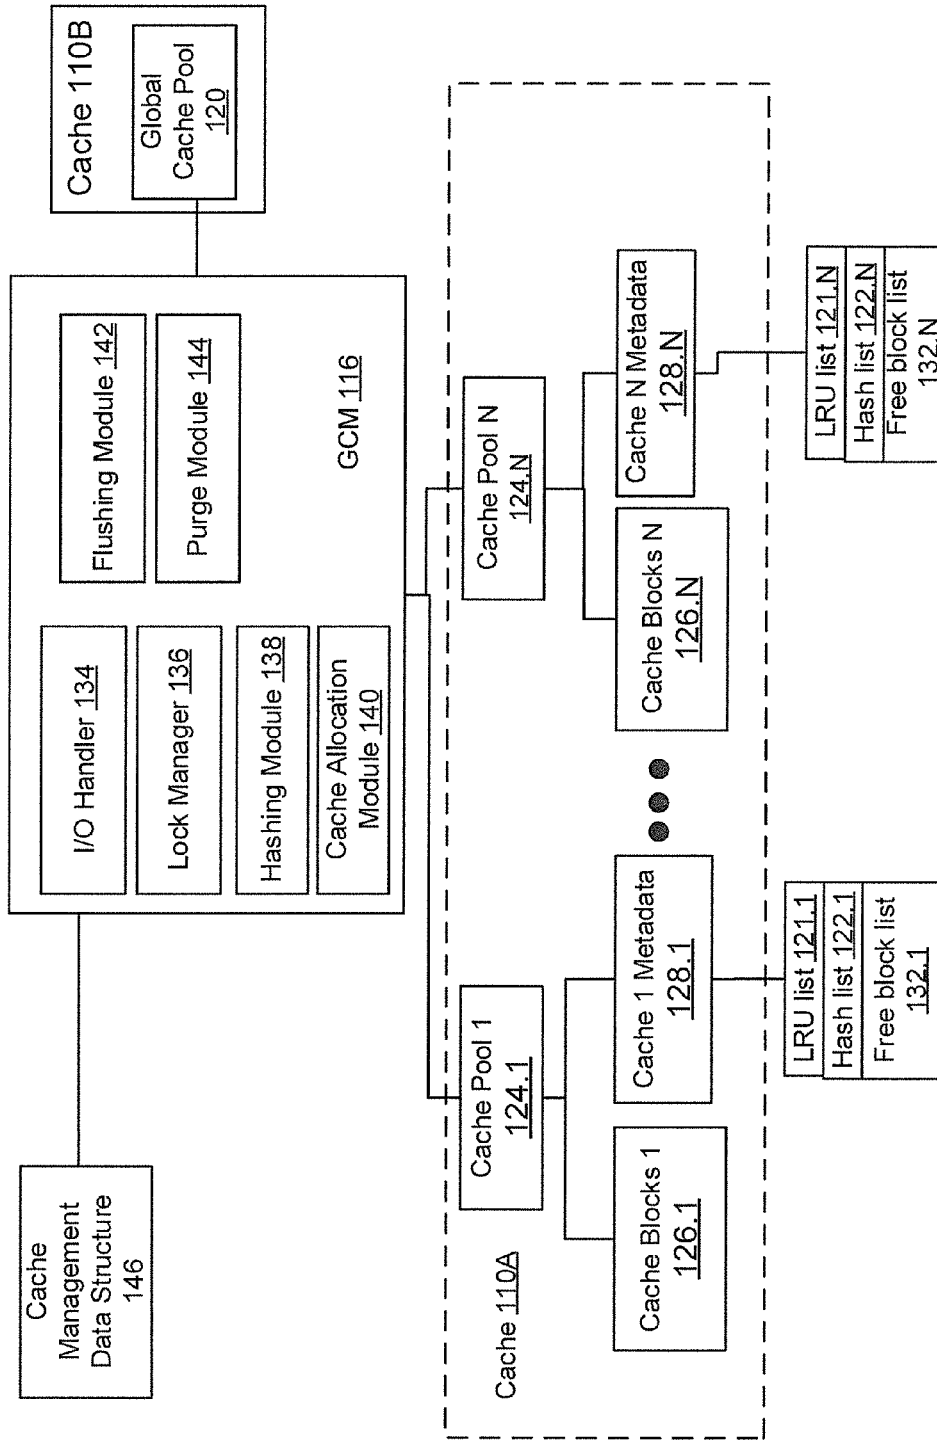 Cache
Management
Data Structure
146
I/O Handler 134
Lock Manager 136
Hashing Module 138
Cache Allocation
Module 140
Flushing Module 142
Purge Module 144
GCM 116
Cache 110B
Global
Cache Pool
120
Cache 110A
Cache Pool 1
124.1
Cache Blocks 1
126.1
Cache 1 Metadata
128.1
LRU list 121.1
Hash list 122.1
Free block list
132.1
Cache Pool N
124.N
Cache Blocks N
126.N
Cache N Metadata
128.N
LRU list 121.N
Hash list 122.N
Free block list
132.N